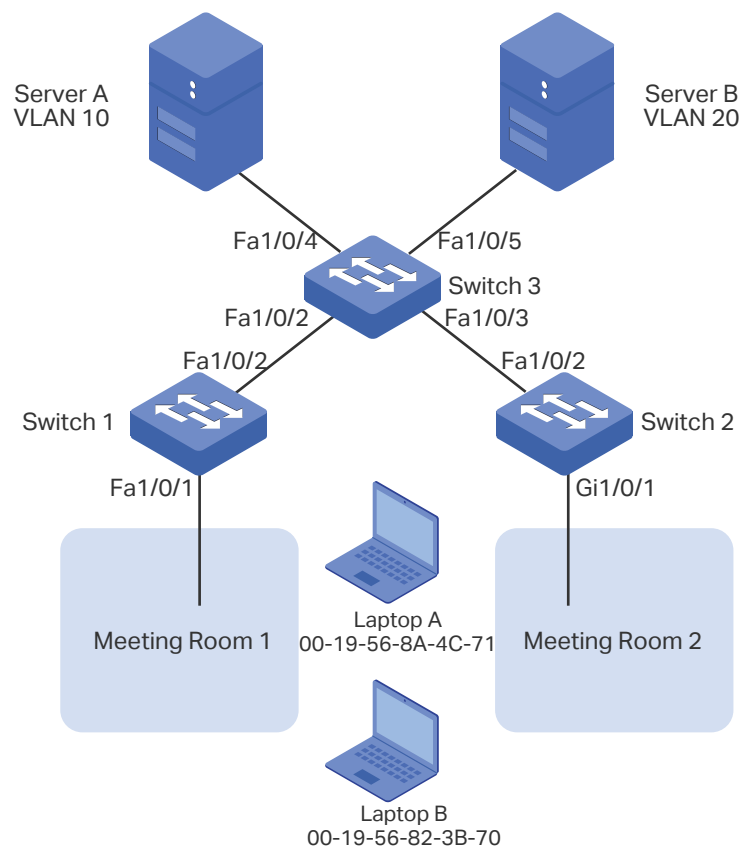 Server A
VLAN 10
Server B
VLAN 20
Fa1/0/4
Fa1/0/5
Switch 3
Fa1/0/2
Fa1/0/3
Fa1/0/2
Fa1/0/2
Switch 1
Switch 2
Fa1/0/1
Gi1/0/1
Meeting Room 1
Laptop A
00-19-56-8A-4C-71
Meeting Room 2
Laptop B
00-19-56-82-3B-70